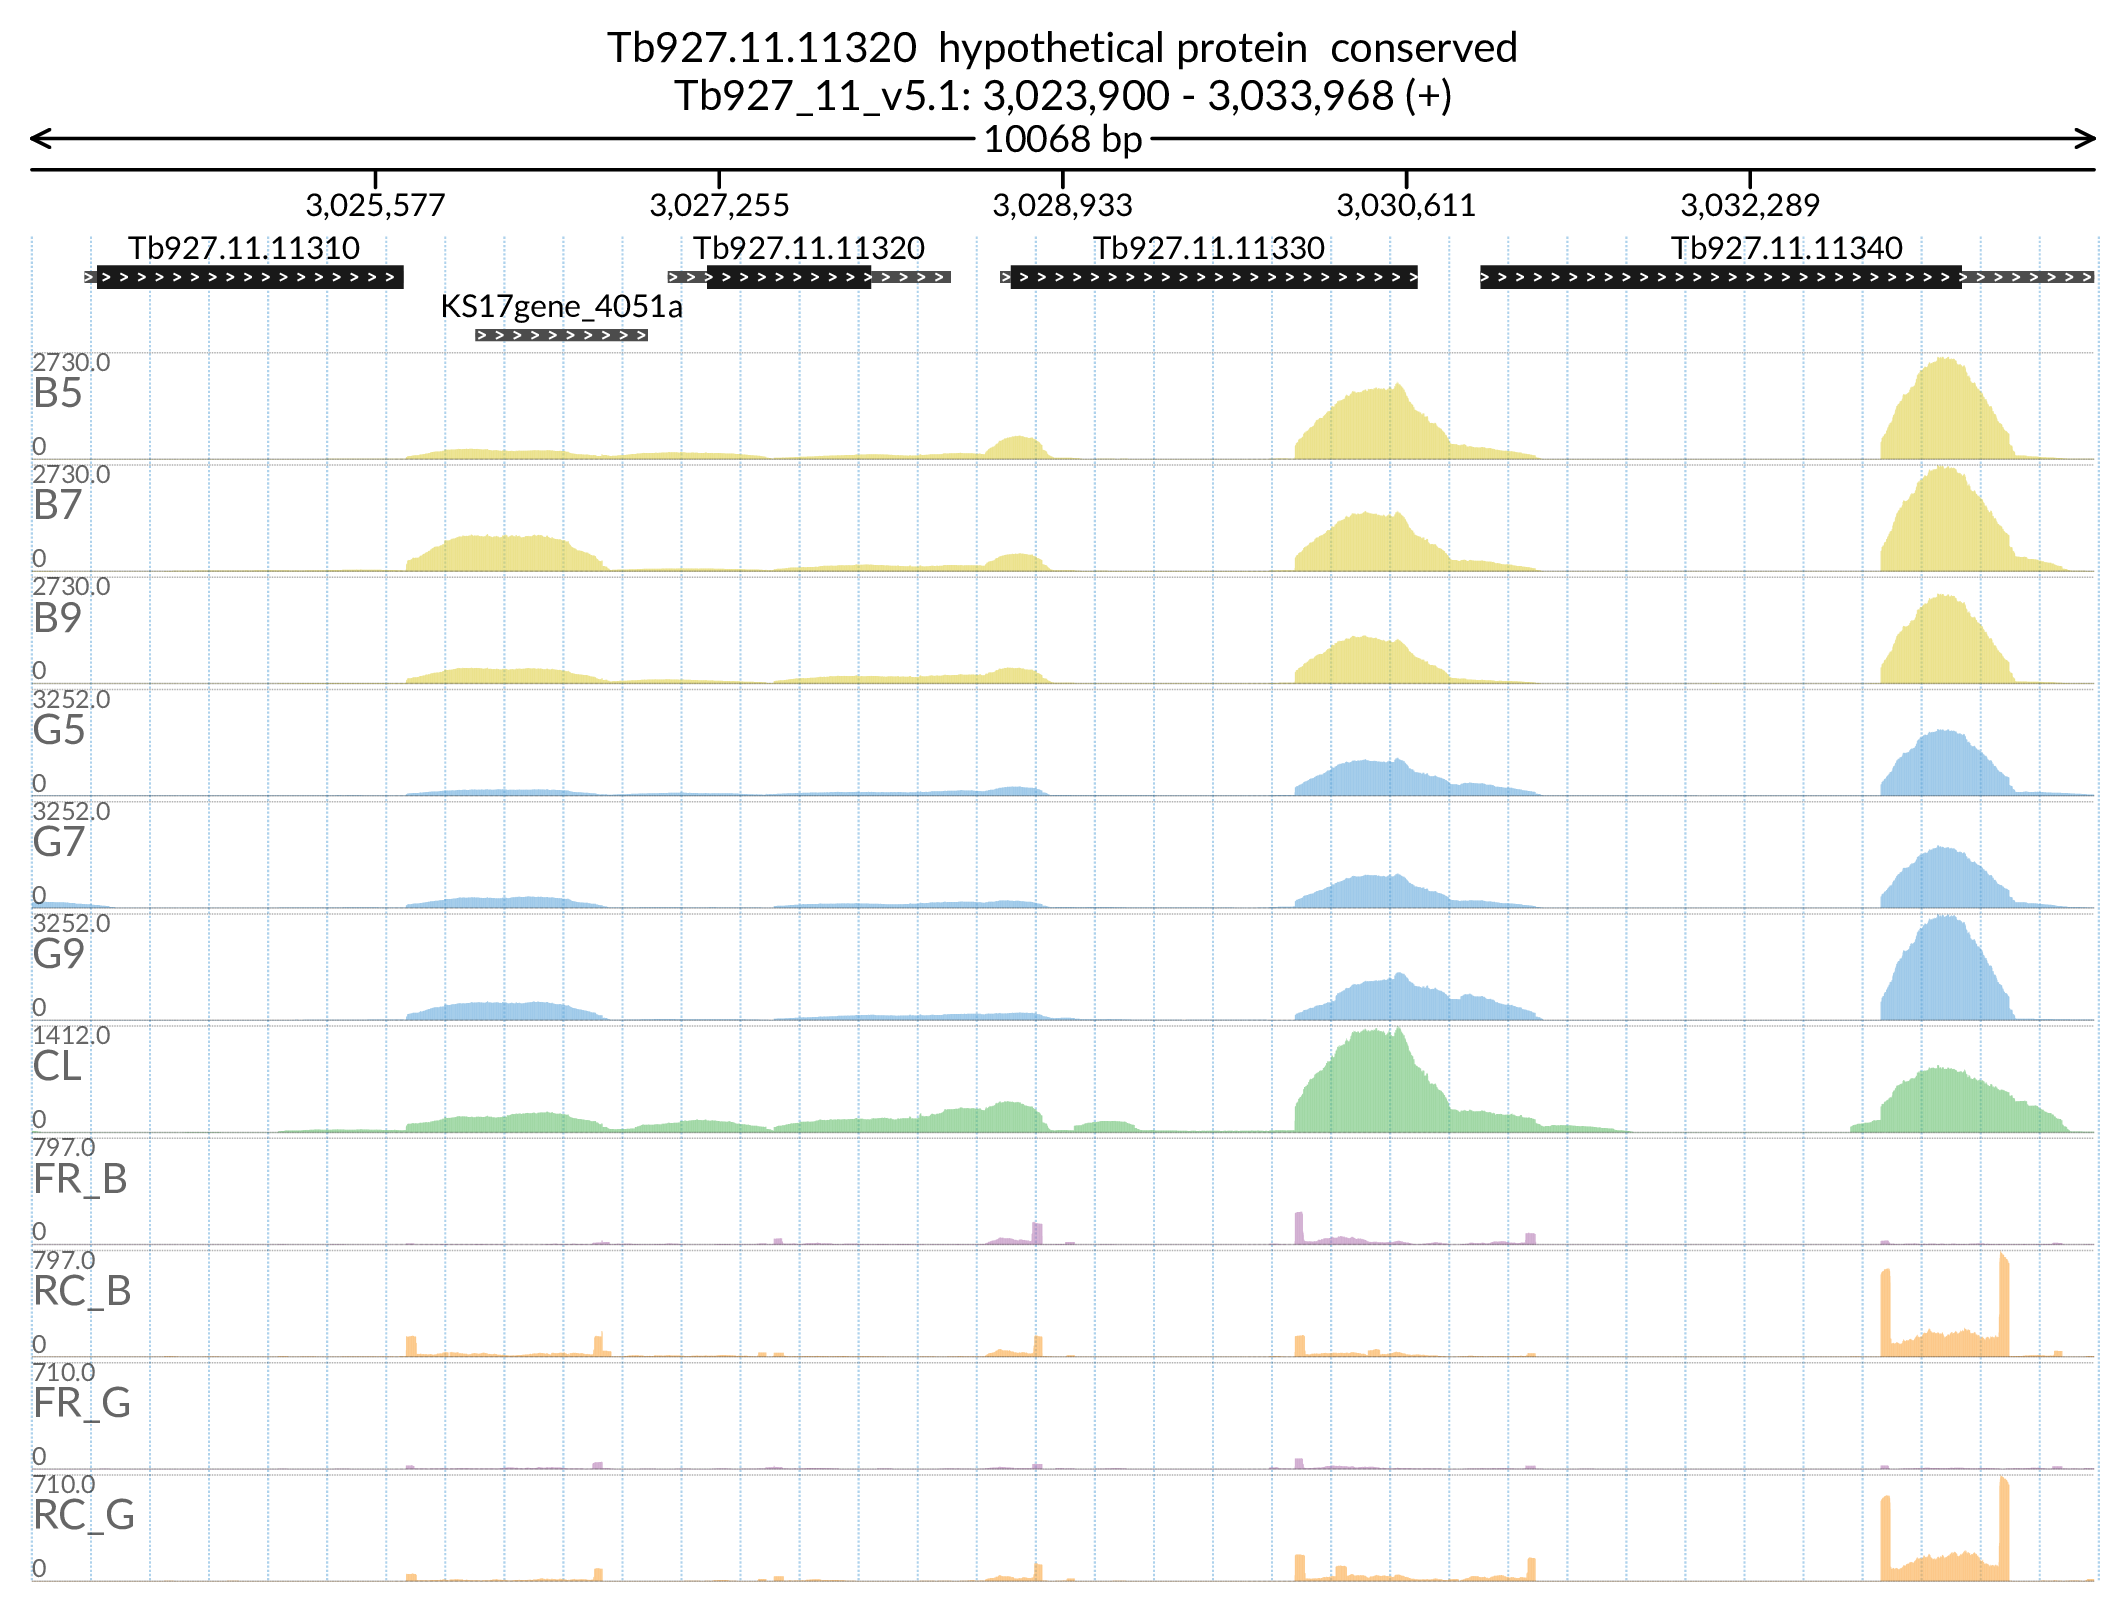 Tb927.11.11320 hypothetical protein conserved
Tb927_11_v5.1: 3,023,900 - 3,033,968 (+)
10068 bp
3,025,577 3,027,255 3,028,933 3,030,611 3,032,289
Tb927.11.11310 Tb927.11.11320 Tb927.11.11330 Tb927.11.11340
KS17gene_4051a
2730.0
B5
0
2730.0
B7
0
2730.0
B9
0
3252.0
G5
0
3252.0
G7
0
3252.0
G9
0
1412.0
CL
0
797.0
FR_B
0
797.0
RC_B
0
710.0
FR_G
0
710.0
RC_G
0